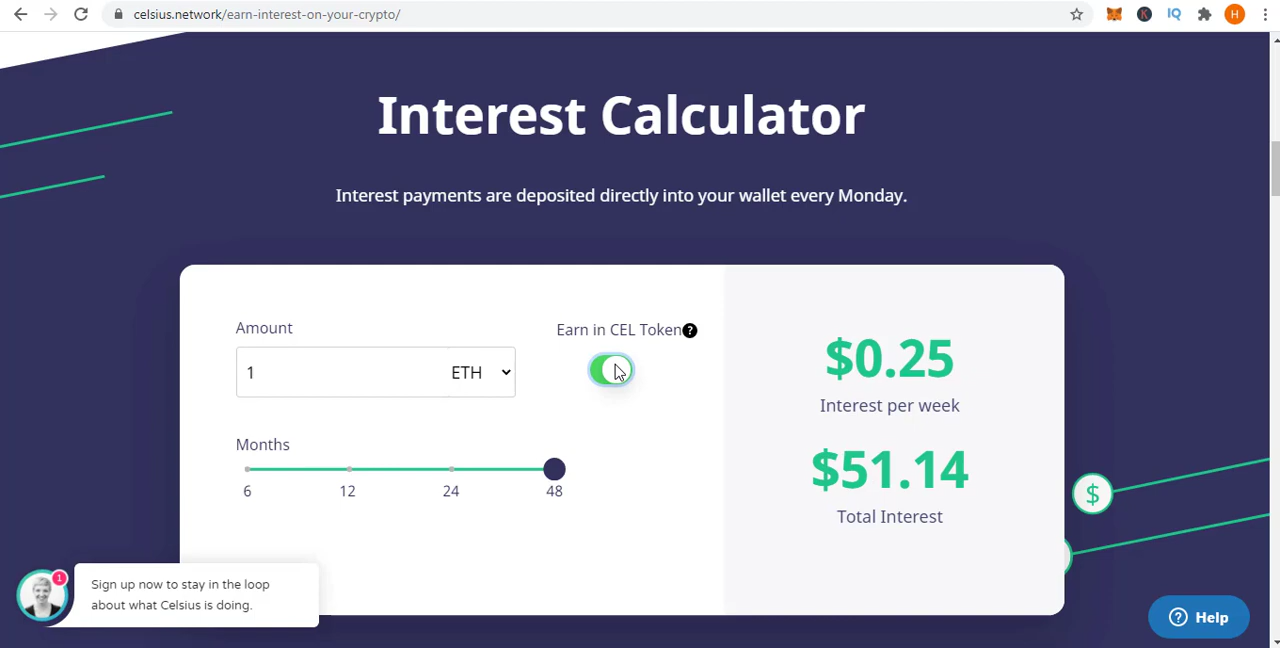 celsius.network/earn-interest-on-your-crypto/
K
IQ
H
Interest Calculator
Interest payments are deposited directly into your wallet every Monday.
Amount
Earn in CEL Token?
1 ETH
Months
6 12 24 48
$0.25
Interest per week
$51.14
Total Interest
$
1
Sign up now to stay in the loop
about what Celsius is doing.
? Help